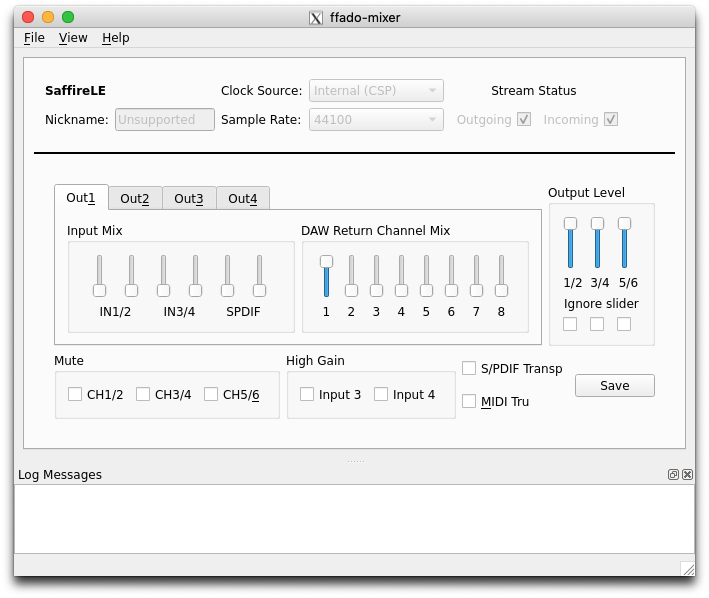 ffado-mixer
File View Help
SaffireLE Clock Source: Internal (CSP) Stream Status
Nickname: Unsupported Sample Rate: 44100 Outgoing Incoming
Out1 Out2 Out3 Out4 Output Level
Input Mix DAW Return Channel Mix
1/2 3/4 5/6
IN1/2 IN3/4 SPDIF 1 2 3 4 5 6 7 8 Ignore slider
Mute High Gain S/PDIF Transp
CH1/2 CH3/4 CH5/6 Input 3 Input 4 Save
MIDI Tru
Log Messages